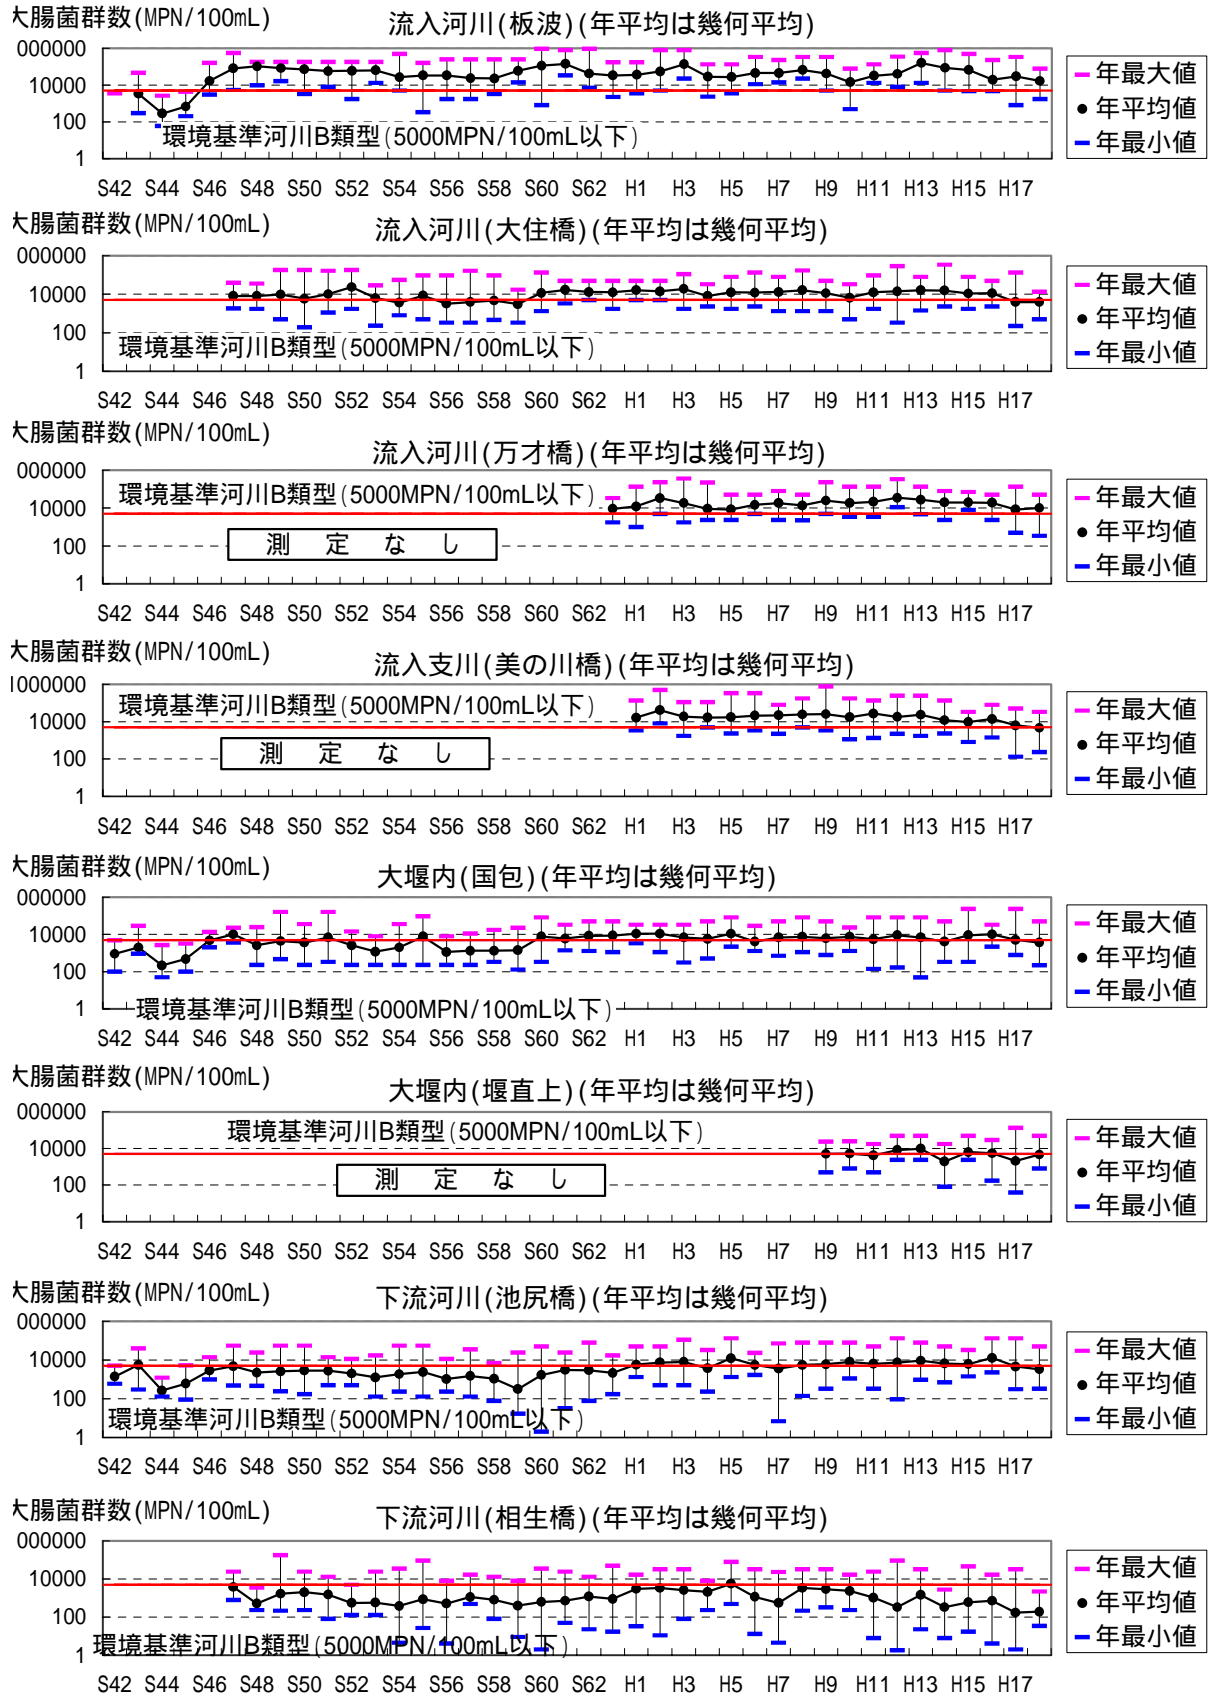 大腸菌群数(MPN/100mL)
流入河川(板波)(年平均は幾何平均)
000000
10000
100
1
環境基準河川B類型(5000MPN/100mL以下)
年最大値
年平均値
年最小値
S42 S44 S46 S48 S50 S52 S54 S56 S58 S60 S62 H1 H3 H5 H7 H9 H11 H13 H15 H17
大腸菌群数(MPN/100mL)
流入河川(大住橋)(年平均は幾何平均)
000000
10000
100
1
環境基準河川B類型(5000MPN/100mL以下)
年最大値
年平均値
年最小値
S42 S44 S46 S48 S50 S52 S54 S56 S58 S60 S62 H1 H3 H5 H7 H9 H11 H13 H15 H17
大腸菌群数(MPN/100mL)
流入河川(万才橋)(年平均は幾何平均)
000000
10000
100
1
環境基準河川B類型(5000MPN/100mL以下)
測 定 な し
年最大値
年平均値
年最小値
S42 S44 S46 S48 S50 S52 S54 S56 S58 S60 S62 H1 H3 H5 H7 H9 H11 H13 H15 H17
大腸菌群数(MPN/100mL)
流入支川(美の川橋)(年平均は幾何平均)
1000000
10000
100
1
環境基準河川B類型(5000MPN/100mL以下)
測 定 な し
年最大値
年平均値
年最小値
S42 S44 S46 S48 S50 S52 S54 S56 S58 S60 S62 H1 H3 H5 H7 H9 H11 H13 H15 H17
大腸菌群数(MPN/100mL)
大堰内(国包)(年平均は幾何平均)
000000
10000
100
1
環境基準河川B類型(5000MPN/100mL以下)
年最大値
年平均値
年最小値
S42 S44 S46 S48 S50 S52 S54 S56 S58 S60 S62 H1 H3 H5 H7 H9 H11 H13 H15 H17
大腸菌群数(MPN/100mL)
大堰内(堰直上)(年平均は幾何平均)
000000
10000
100
1
環境基準河川B類型(5000MPN/100mL以下)
測 定 な し
年最大値
年平均値
年最小値
S42 S44 S46 S48 S50 S52 S54 S56 S58 S60 S62 H1 H3 H5 H7 H9 H11 H13 H15 H17
大腸菌群数(MPN/100mL)
下流河川(池尻橋)(年平均は幾何平均)
000000
10000
100
1
環境基準河川B類型(5000MPN/100mL以下)
年最大値
年平均値
年最小値
S42 S44 S46 S48 S50 S52 S54 S56 S58 S60 S62 H1 H3 H5 H7 H9 H11 H13 H15 H17
大腸菌群数(MPN/100mL)
下流河川(相生橋)(年平均は幾何平均)
000000
10000
100
1
環境基準河川B類型(5000MPN/100mL以下)
年最大値
年平均値
年最小値
S42 S44 S46 S48 S50 S52 S54 S56 S58 S60 S62 H1 H3 H5 H7 H9 H11 H13 H15 H17